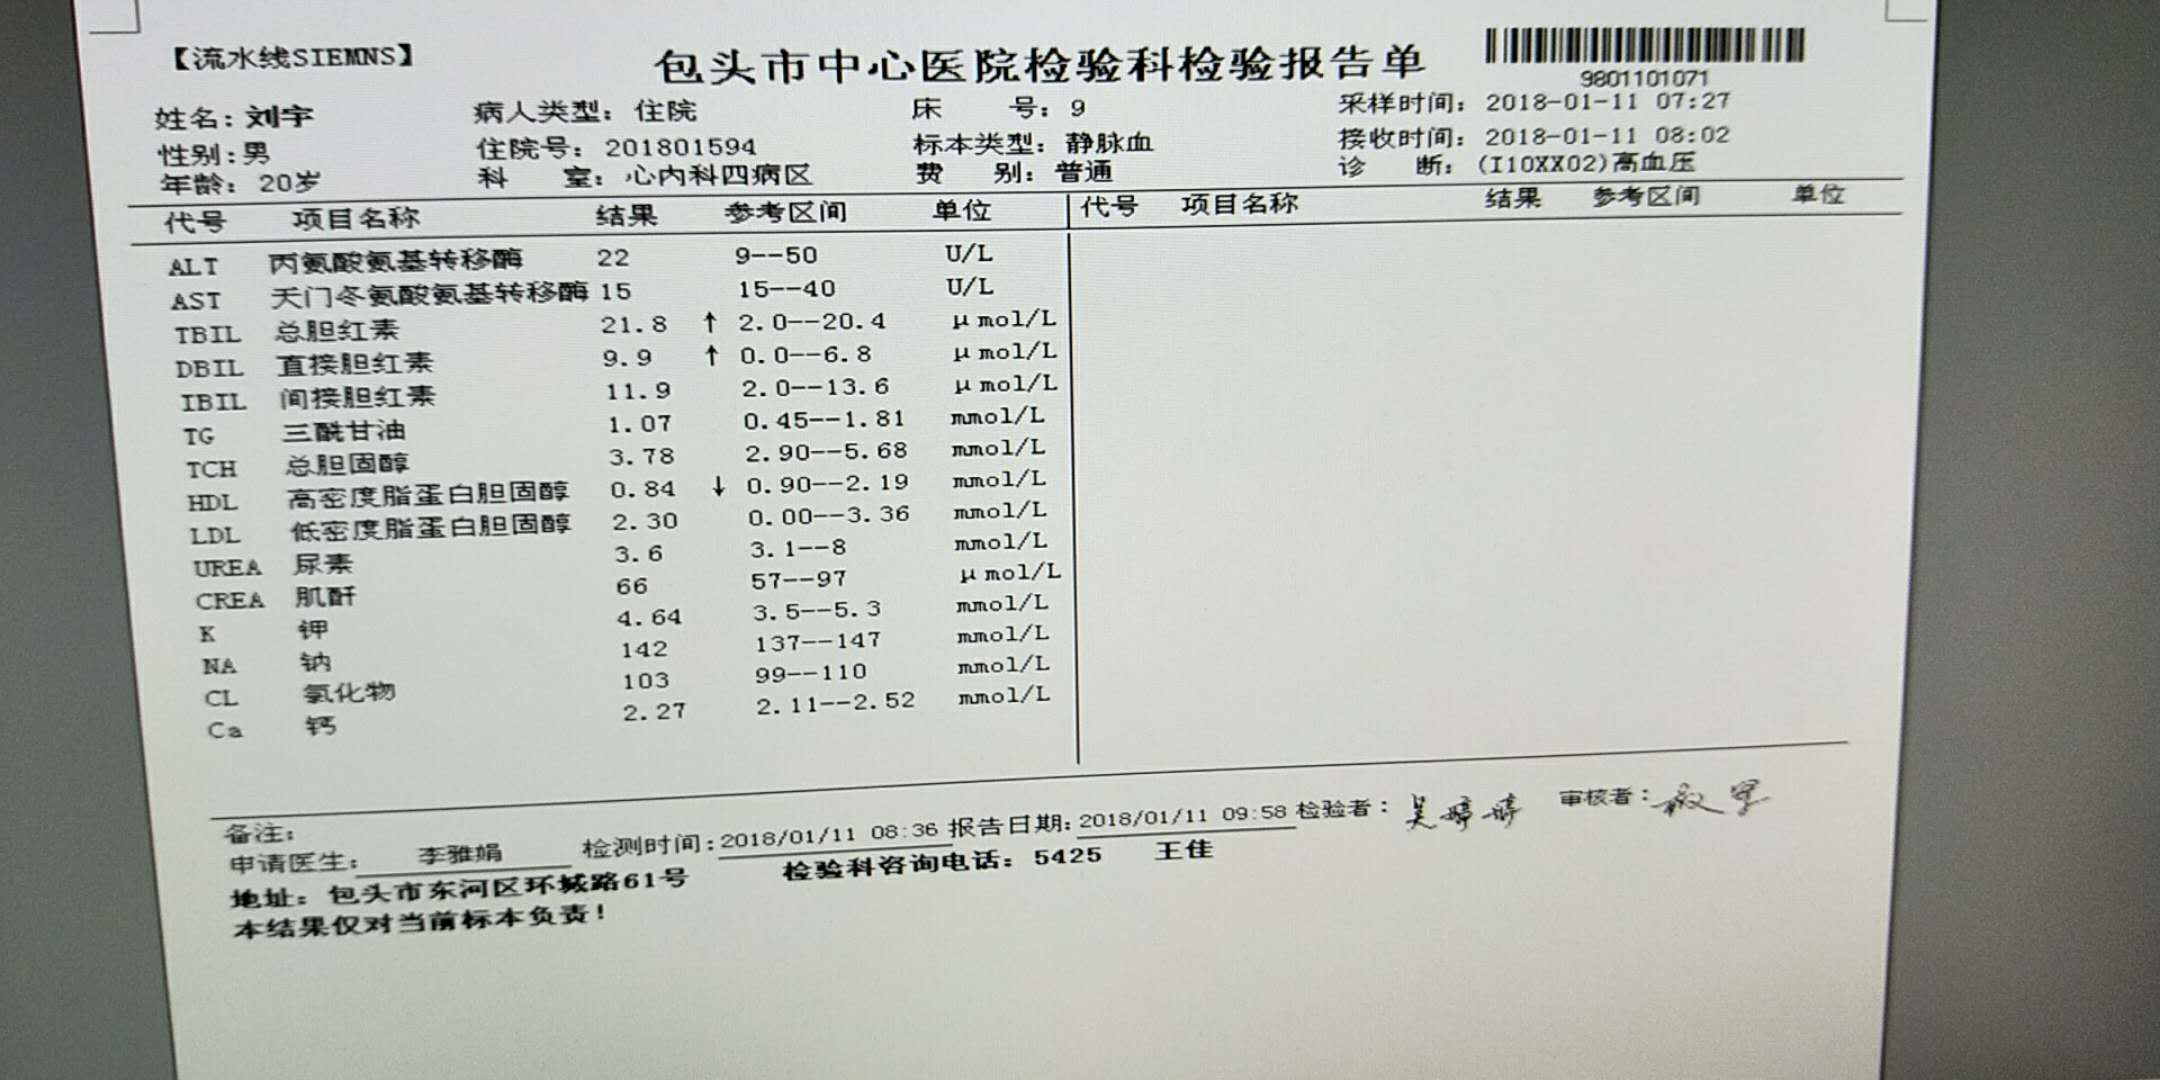 【流水线SIEMNS】 包头市中心医院检验科检验报告单
9801101071
姓名: 刘宇 病人类型: 住院 床 号: 9 采样时间: 2018-01-11 07:27
性别: 男 住院号: 201801594 标本类型: 静脉血 接收时间: 2018-01-11 08:02
年龄: 20岁 科 室: 心内科四病区 费 别: 普通 诊 断: (I10XX02)高血压
代号 项目名称 结果 参考区间 单位 代号 项目名称 结果 参考区间 单位
ALT 丙氨酸氨基转移酶 22 9--50 U/L
AST 天门冬氨酸氨基转移酶 15 15--40 U/L
TBIL 总胆红素 21.8 ↑ 2.0--20.4 μmol/L
DBIL 直接胆红素 9.9 ↑ 0.0--6.8 μmol/L
IBIL 间接胆红素 11.9 2.0--13.6 μmol/L
TG 三酰甘油 1.07 0.45--1.81 mmol/L
TCH 总胆固醇 3.78 2.90--5.68 mmol/L
HDL 高密度脂蛋白胆固醇 0.84 ↓ 0.90--2.19 mmol/L
LDL 低密度脂蛋白胆固醇 2.30 0.00--3.36 mmol/L
UREA 尿素 3.6 3.1--8 mmol/L
CREA 肌酐 66 57--97 μmol/L
K 钾 4.64 3.5--5.3 mmol/L
NA 钠 142 137--147 mmol/L
CL 氯化物 103 99--110 mmol/L
Ca 钙 2.27 2.11--2.52 mmol/L
备注:
申请医生: 李雅娟 检测时间: 2018/01/11 08:36 报告日期: 2018/01/11 09:58 检验者: 吴婷婷 审核者:
地址: 包头市东河区环城路61号 检验科咨询电话: 5425 王佳
本结果仅对当前标本负责!